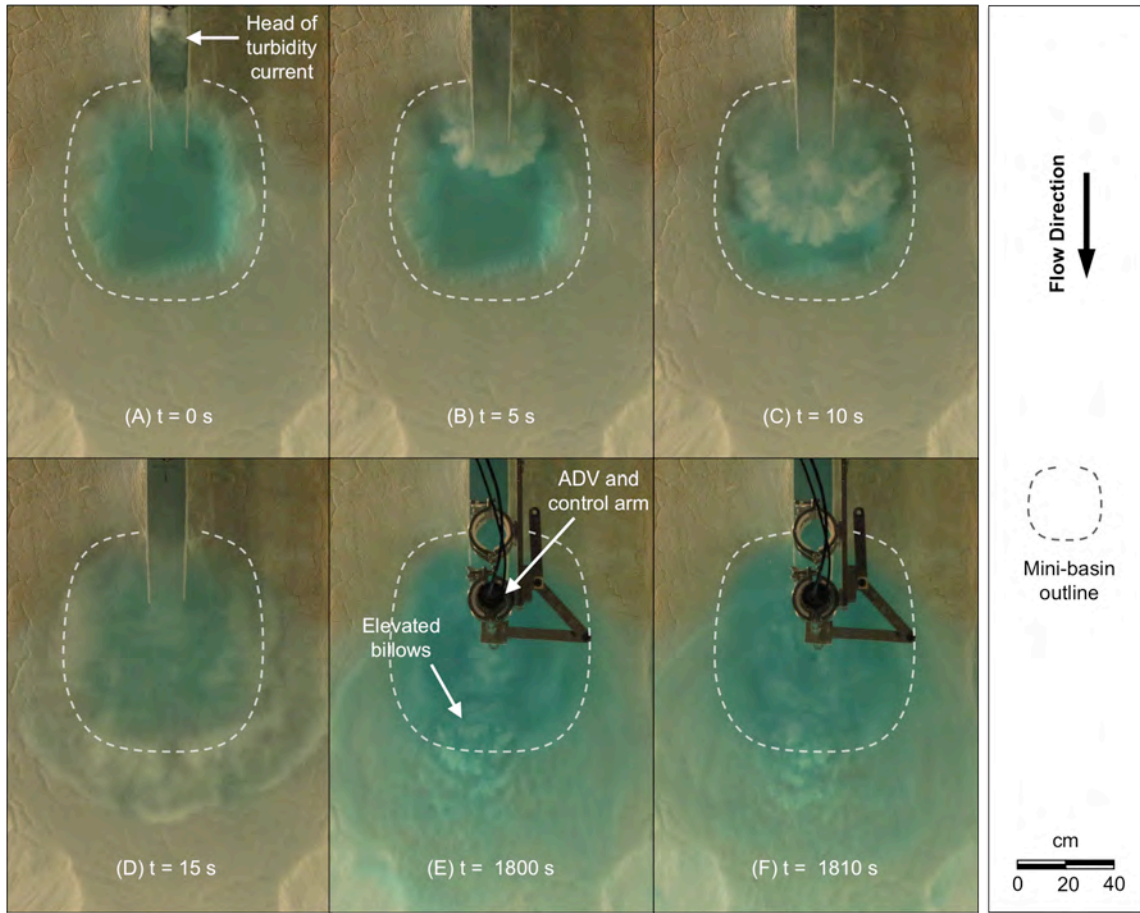 Head of
turbidity
current
(A) t = 0 s
(B) t = 5 s
(C) t = 10 s
Flow Direction
ADV and
control arm
Elevated
billows
(D) t = 15 s
(E) t = 1800 s
(F) t = 1810 s
Mini-basin
outline
cm
0 20 40